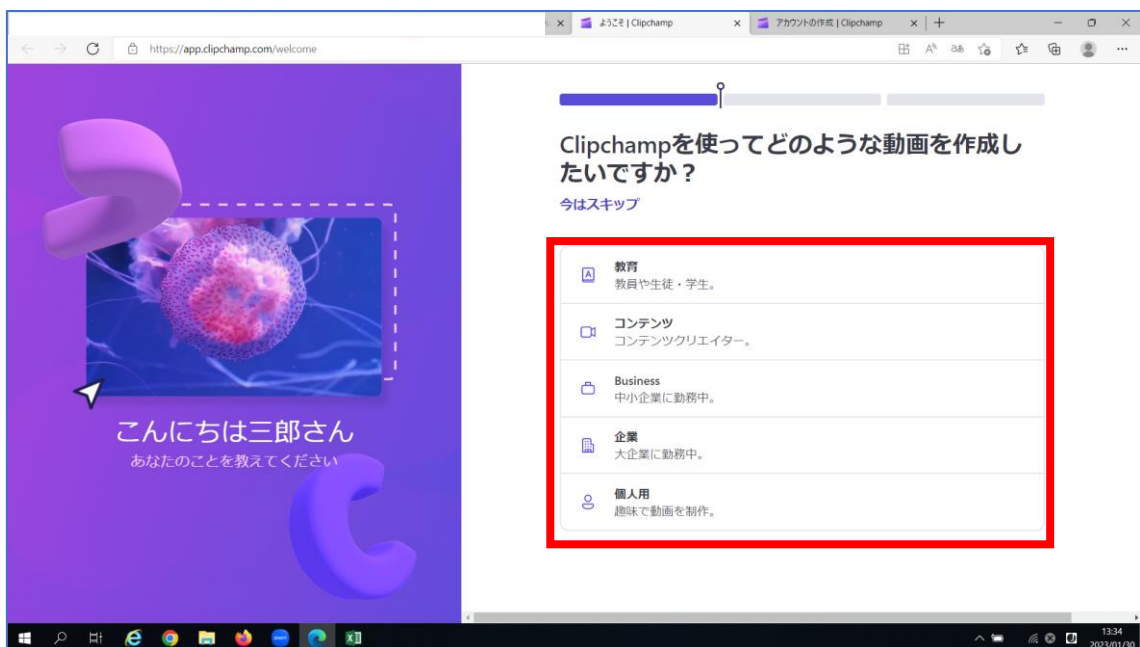 ようこそ | Clipchamp
アカウントの作成 | Clipchamp
https://app.clipchamp.com/welcome
Clipchampを使ってどのような動画を作成し
たいですか？
今はスキップ
教育
教員や生徒・学生。
コンテンツ
コンテンツクリエイター。
Business
中小企業に勤務中。
企業
大企業に勤務中。
個人用
趣味で動画を制作。
こんにちは三郎さん
あなたのことを教えてください
zoom
13:34
2023/01/30